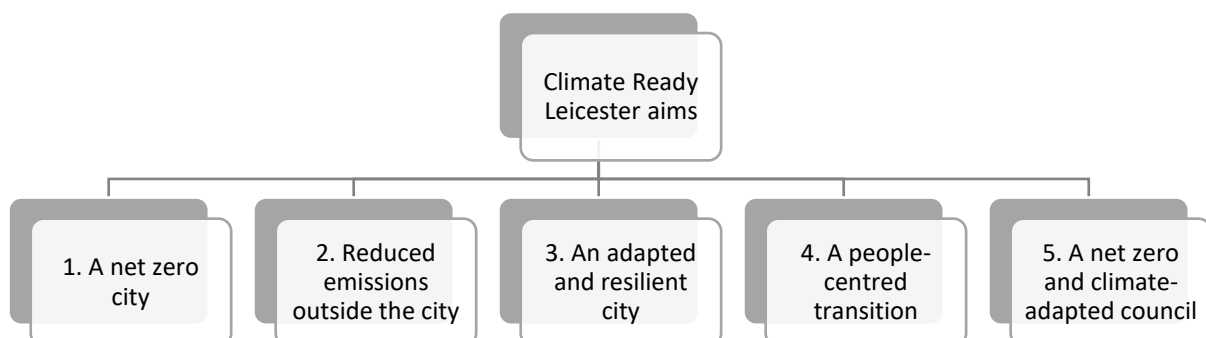 Climate Ready
Leicester aims
1. A net zero
city
2. Reduced
emissions
outside the city
3. An adapted
and resilient
city
4. A people-
centred
transition
5. A net zero
and climate-
adapted council